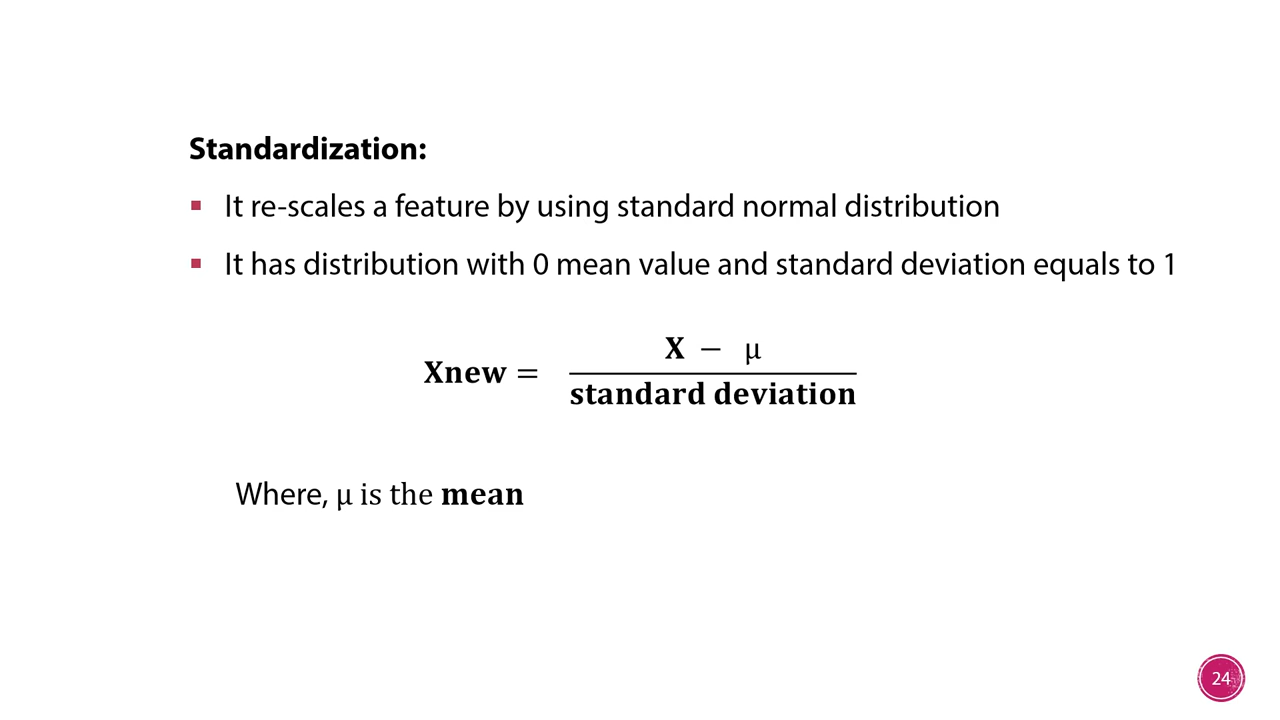 Standardization:
▪ It re-scales a feature by using standard normal distribution
▪ It has distribution with 0 mean value and standard deviation equals to 1
X − μ
Xnew =
standard deviation
Where, μ is the mean
24